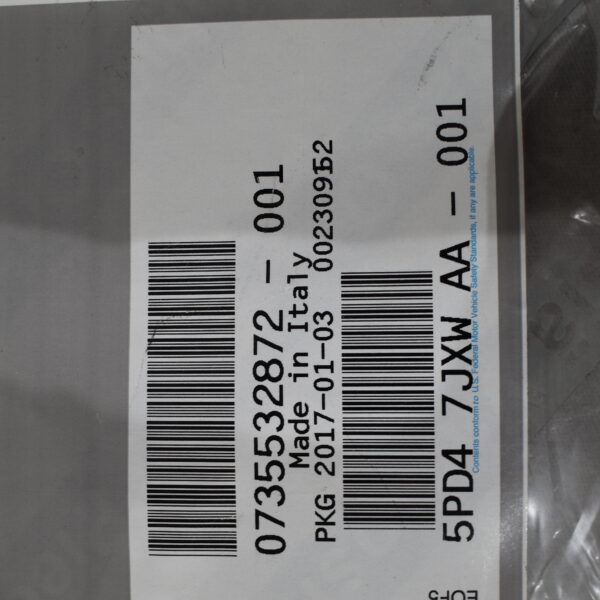 0735532872 - 001
Made in Italy
PKG 2017-01-03 00230952
5PD4 7JXW AA - 001
Contents conform to U.S. Federal Motor Vehicle Safety Standards, if any are applicable.